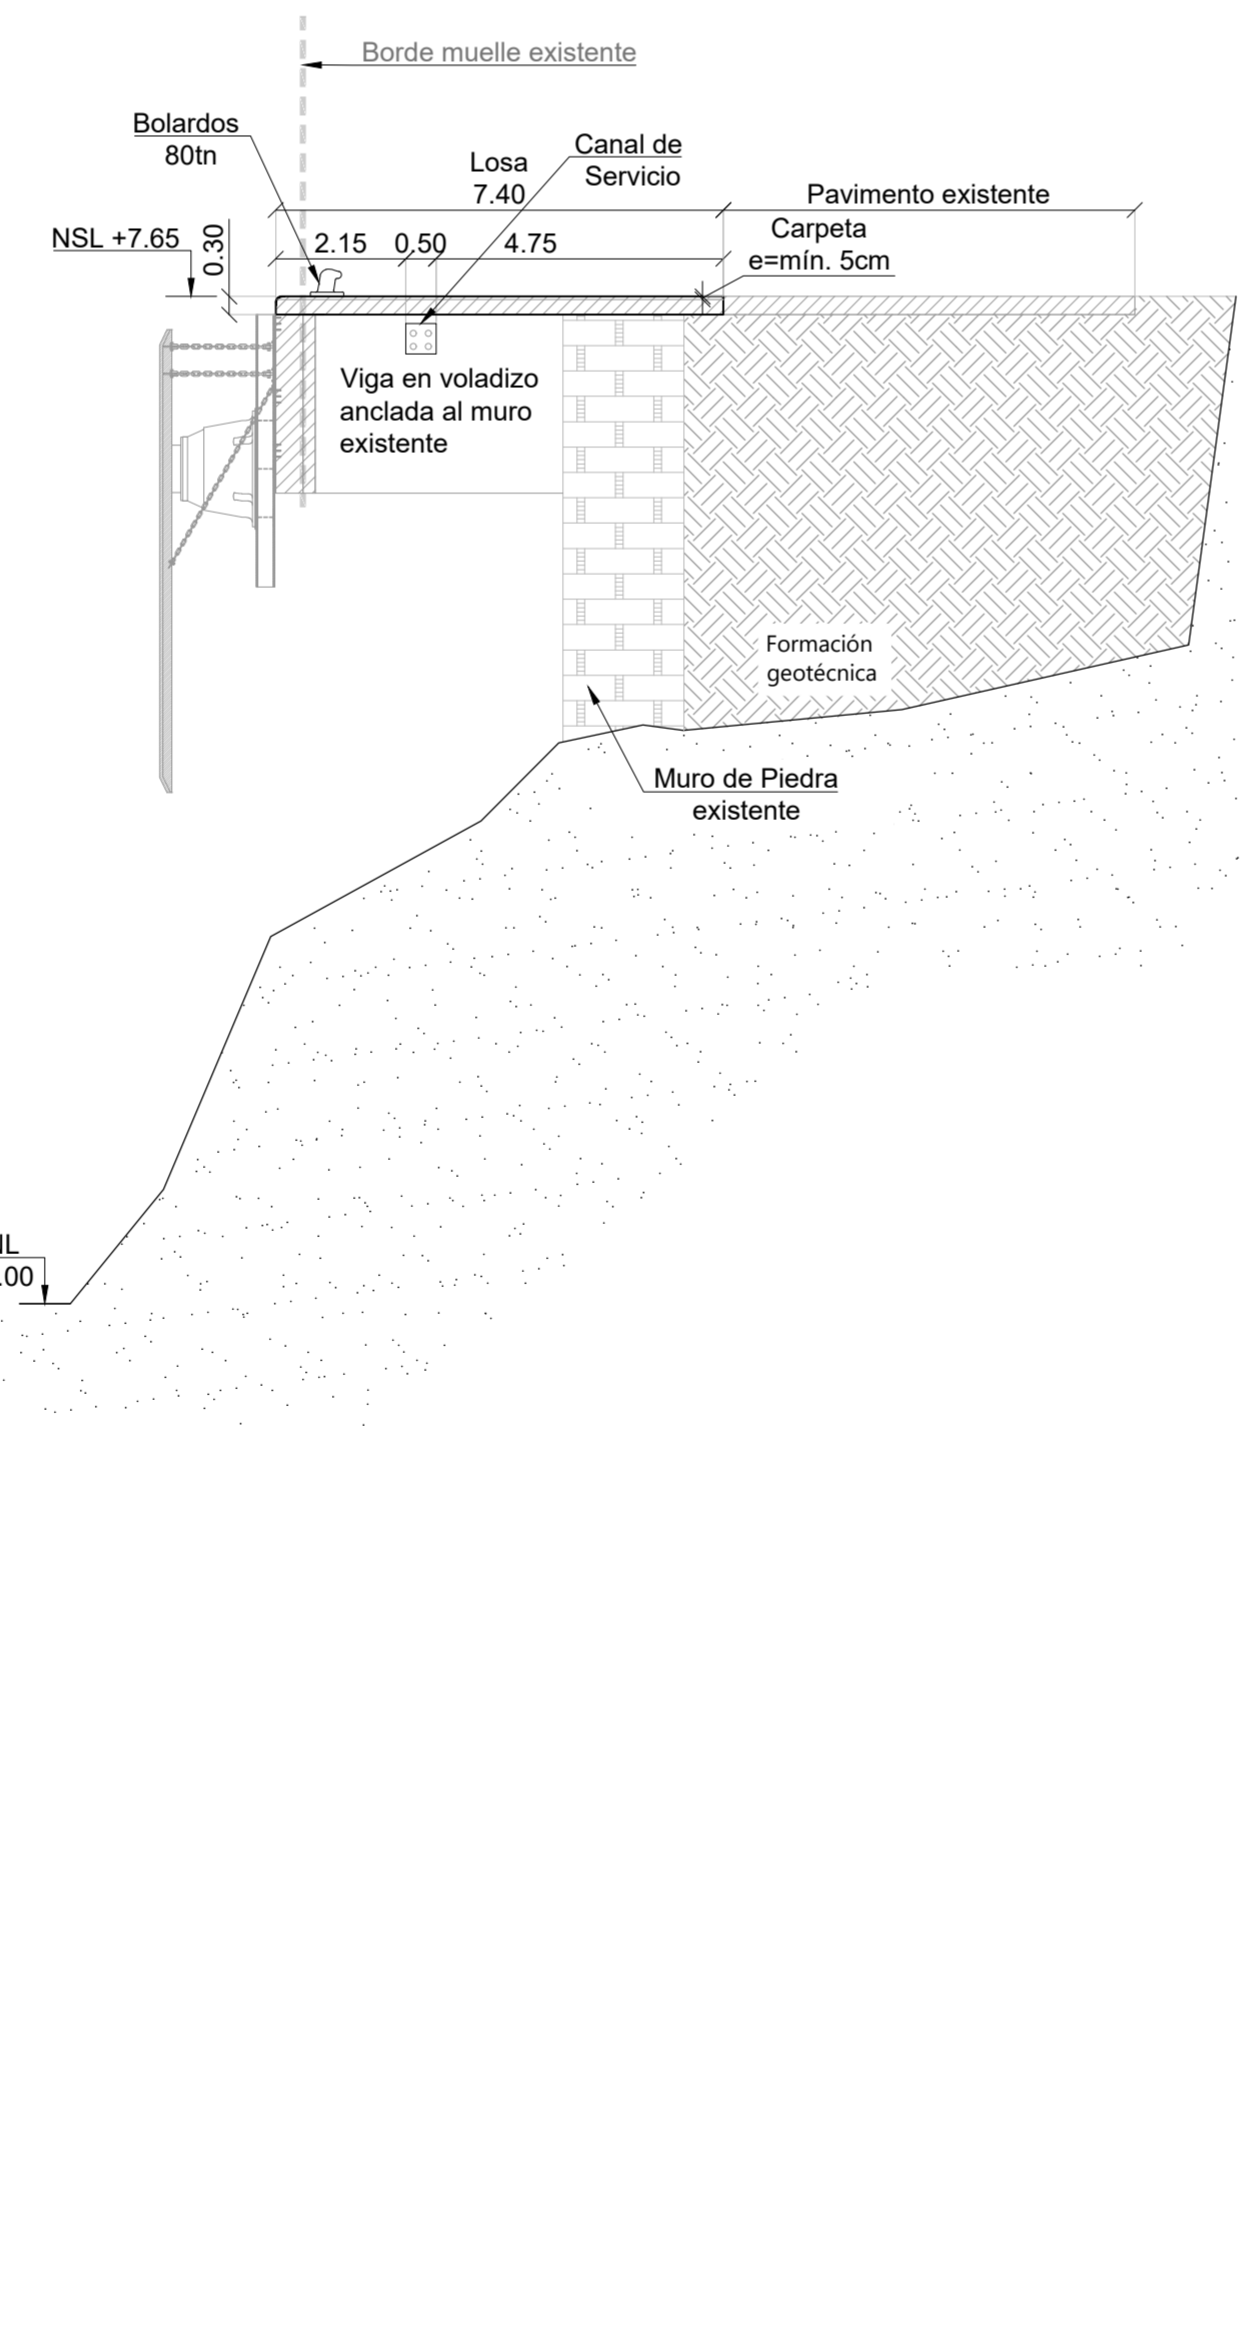 Borde muelle existente
Bolardos
80tn
Canal de
Servicio
Losa
7.40
Pavimento existente
NSL +7.65
0.30
2.15
0.50
4.75
Carpeta
e=mín. 5cm
Viga en voladizo
anclada al muro
existente
Formación
geotécnica
Muro de Piedra
existente
.00